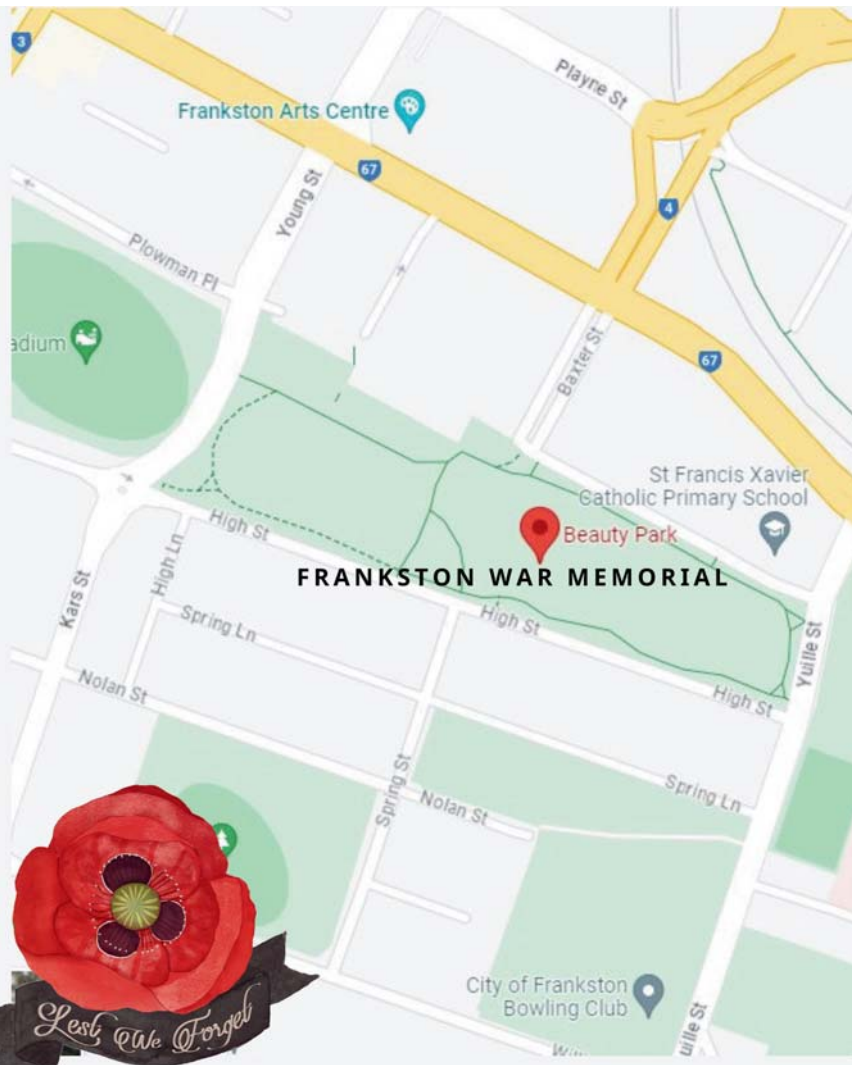 3
Playne St
Frankston Arts Centre
67
Young St
4
Plowman Pl
adium
Baxter St
67
St Francis Xavier
Catholic Primary School
Beauty Park
High St
FRANKSTON WAR MEMORIAL
High Ln
Kars St
Spring Ln
High St
Yuille St
Nolan St
High St
Spring St
Spring Ln
Nolan St
City of Frankston
Bowling Club
uille St
Lest We Forget